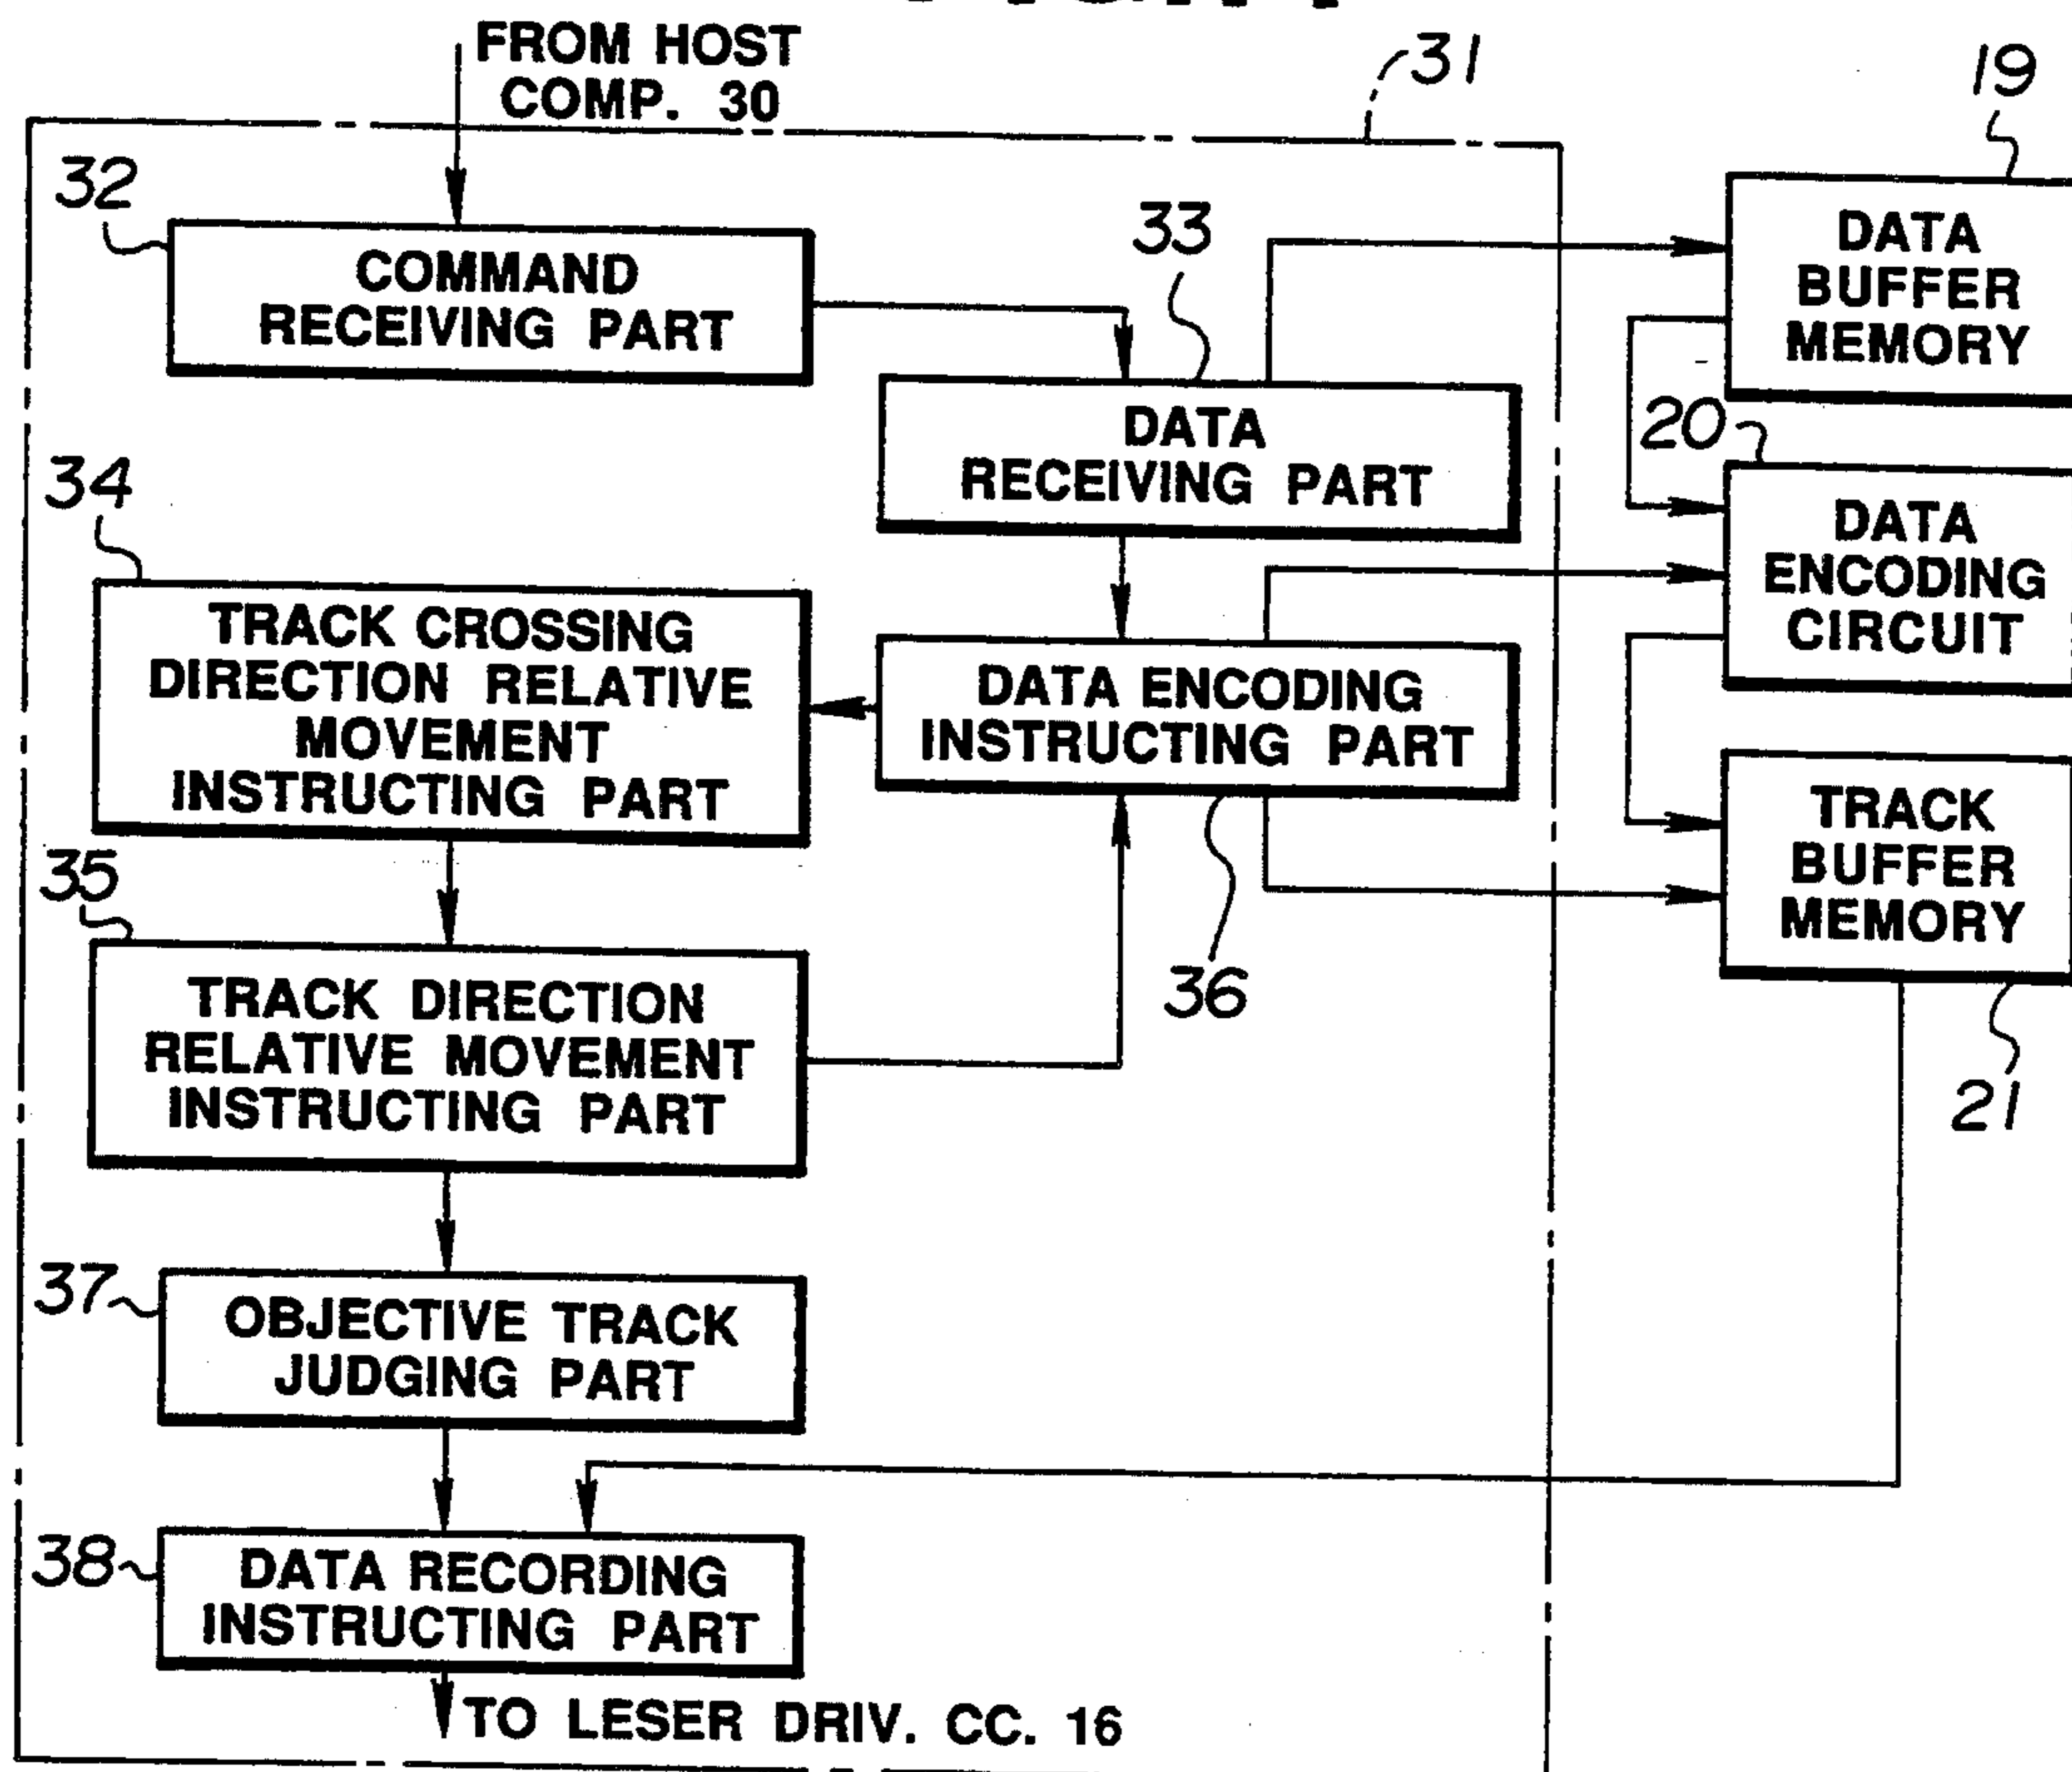 FROM HOST
COMP. 30
31
19
32
COMMAND
RECEIVING PART
33
DATA
BUFFER
MEMORY
DATA
RECEIVING PART
20
34
DATA
ENCODING
CIRCUIT
TRACK CROSSING
DIRECTION RELATIVE
MOVEMENT
INSTRUCTING PART
DATA ENCODING
INSTRUCTING PART
TRACK
BUFFER
MEMORY
35
36
TRACK DIRECTION
RELATIVE MOVEMENT
INSTRUCTING PART
21
37
OBJECTIVE TRACK
JUDGING PART
38
DATA RECORDING
INSTRUCTING PART
TO LESER DRIV. CC. 16